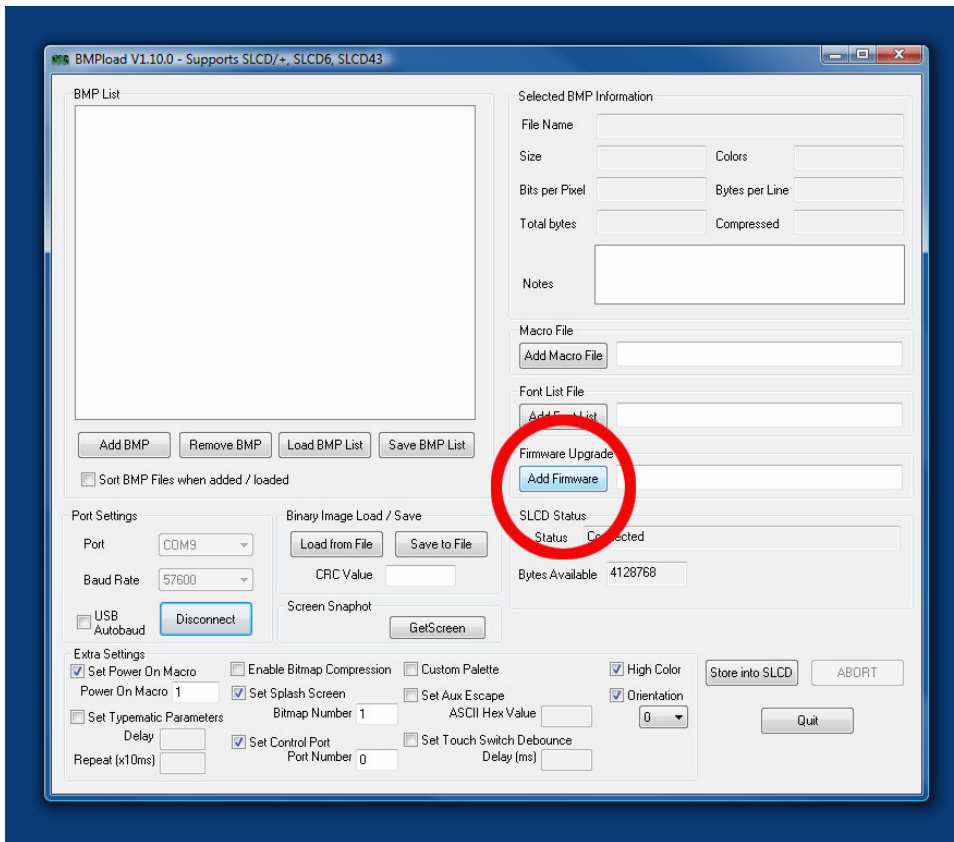 BMPload V1.10.0 - Supports SLCD/+, SLCD6, SLCD43
BMP List
Add BMP
Remove BMP
Load BMP List
Save BMP List
Sort BMP Files when added / loaded
Selected BMP Information
File Name
Size
Colors
Bits per Pixel
Bytes per Line
Total bytes
Compressed
Notes
Macro File
Add Macro File
Font List File
Add Font List
Firmware Upgrade
Add Firmware
Port Settings
Port
COM9
Baud Rate
57600
USB
Autobaud
Disconnect
Binary Image Load / Save
Load from File
Save to File
CRC Value
Screen Snaphot
GetScreen
SLCD Status
Status
Connected
Bytes Available
4128768
Extra Settings
Set Power On Macro
Power On Macro
1
Set Typematic Parameters
Delay
Repeat (x10ms)
Enable Bitmap Compression
Set Splash Screen
Bitmap Number
1
Set Control Port
Port Number
0
Custom Palette
Set Aux Escape
ASCII Hex Value
Set Touch Switch Debounce
Delay (ms)
High Color
Orientation
0
Store into SLCD
ABORT
Quit